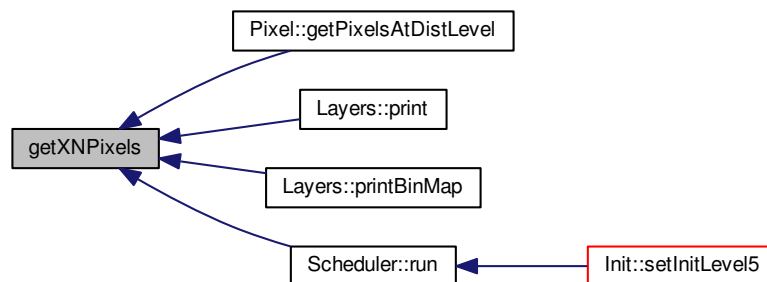 Pixel::getPixelsAtDistLevel
Layers::print
getXNPixels
Layers::printBinMap
Scheduler::run
Init::setInitLevel5